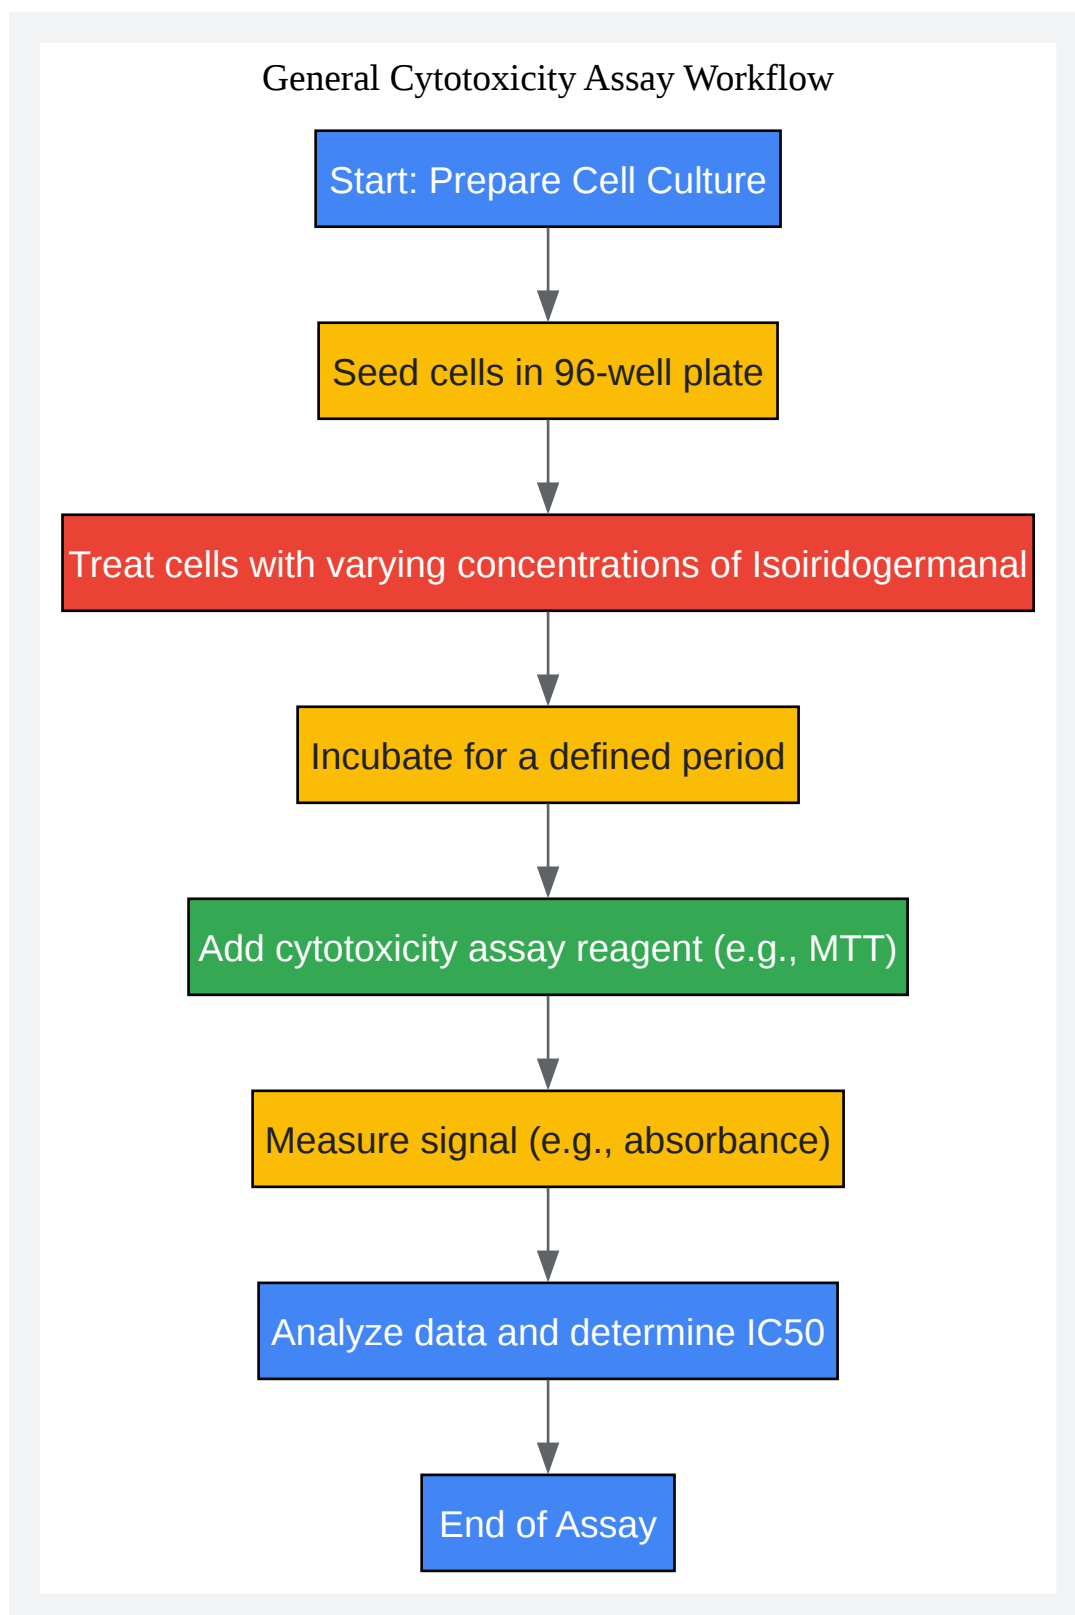 General Cytotoxicity Assay Workflow
Start: Prepare Cell Culture
Seed cells in 96-well plate
Treat cells with varying concentrations of Isoiridogermanal
Incubate for a defined period
Add cytotoxicity assay reagent (e.g., MTT)
Measure signal (e.g., absorbance)
Analyze data and determine IC50
End of Assay